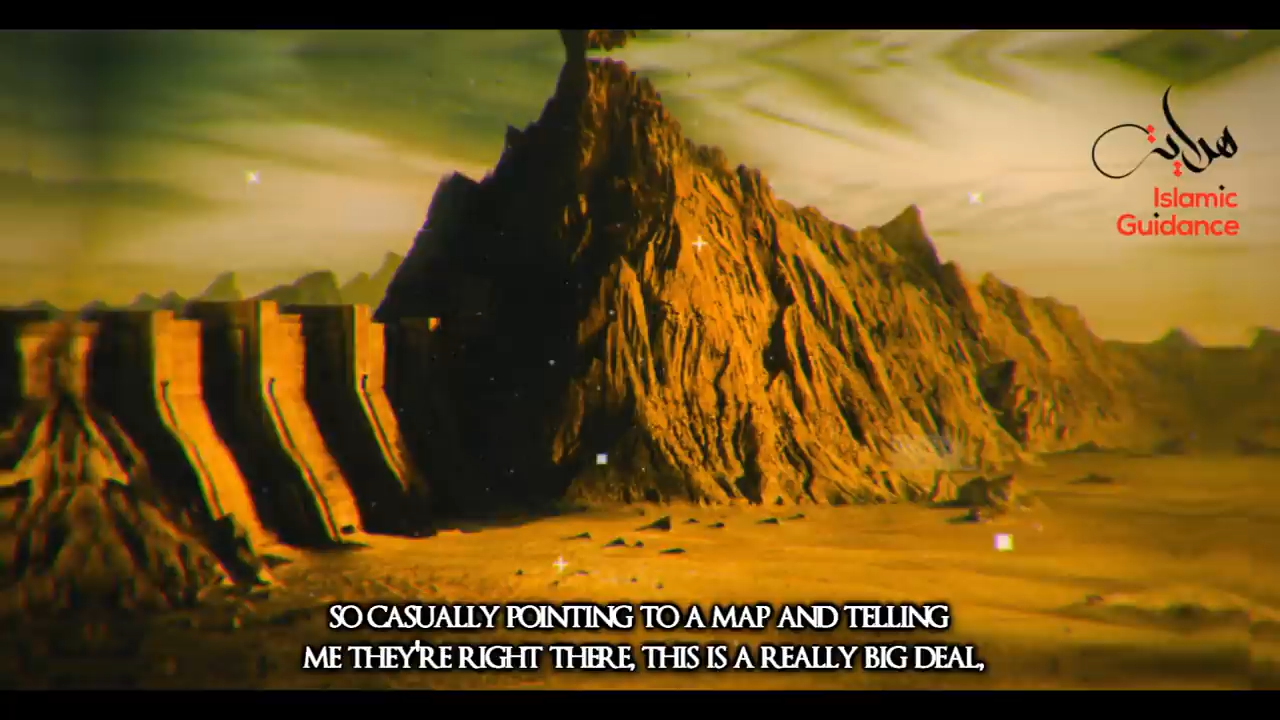 هداية
Islamic
Guidance
SO CASUALLY POINTING TO A MAP AND TELLING
ME THEY'RE RIGHT THERE, THIS IS A REALLY BIG DEAL,